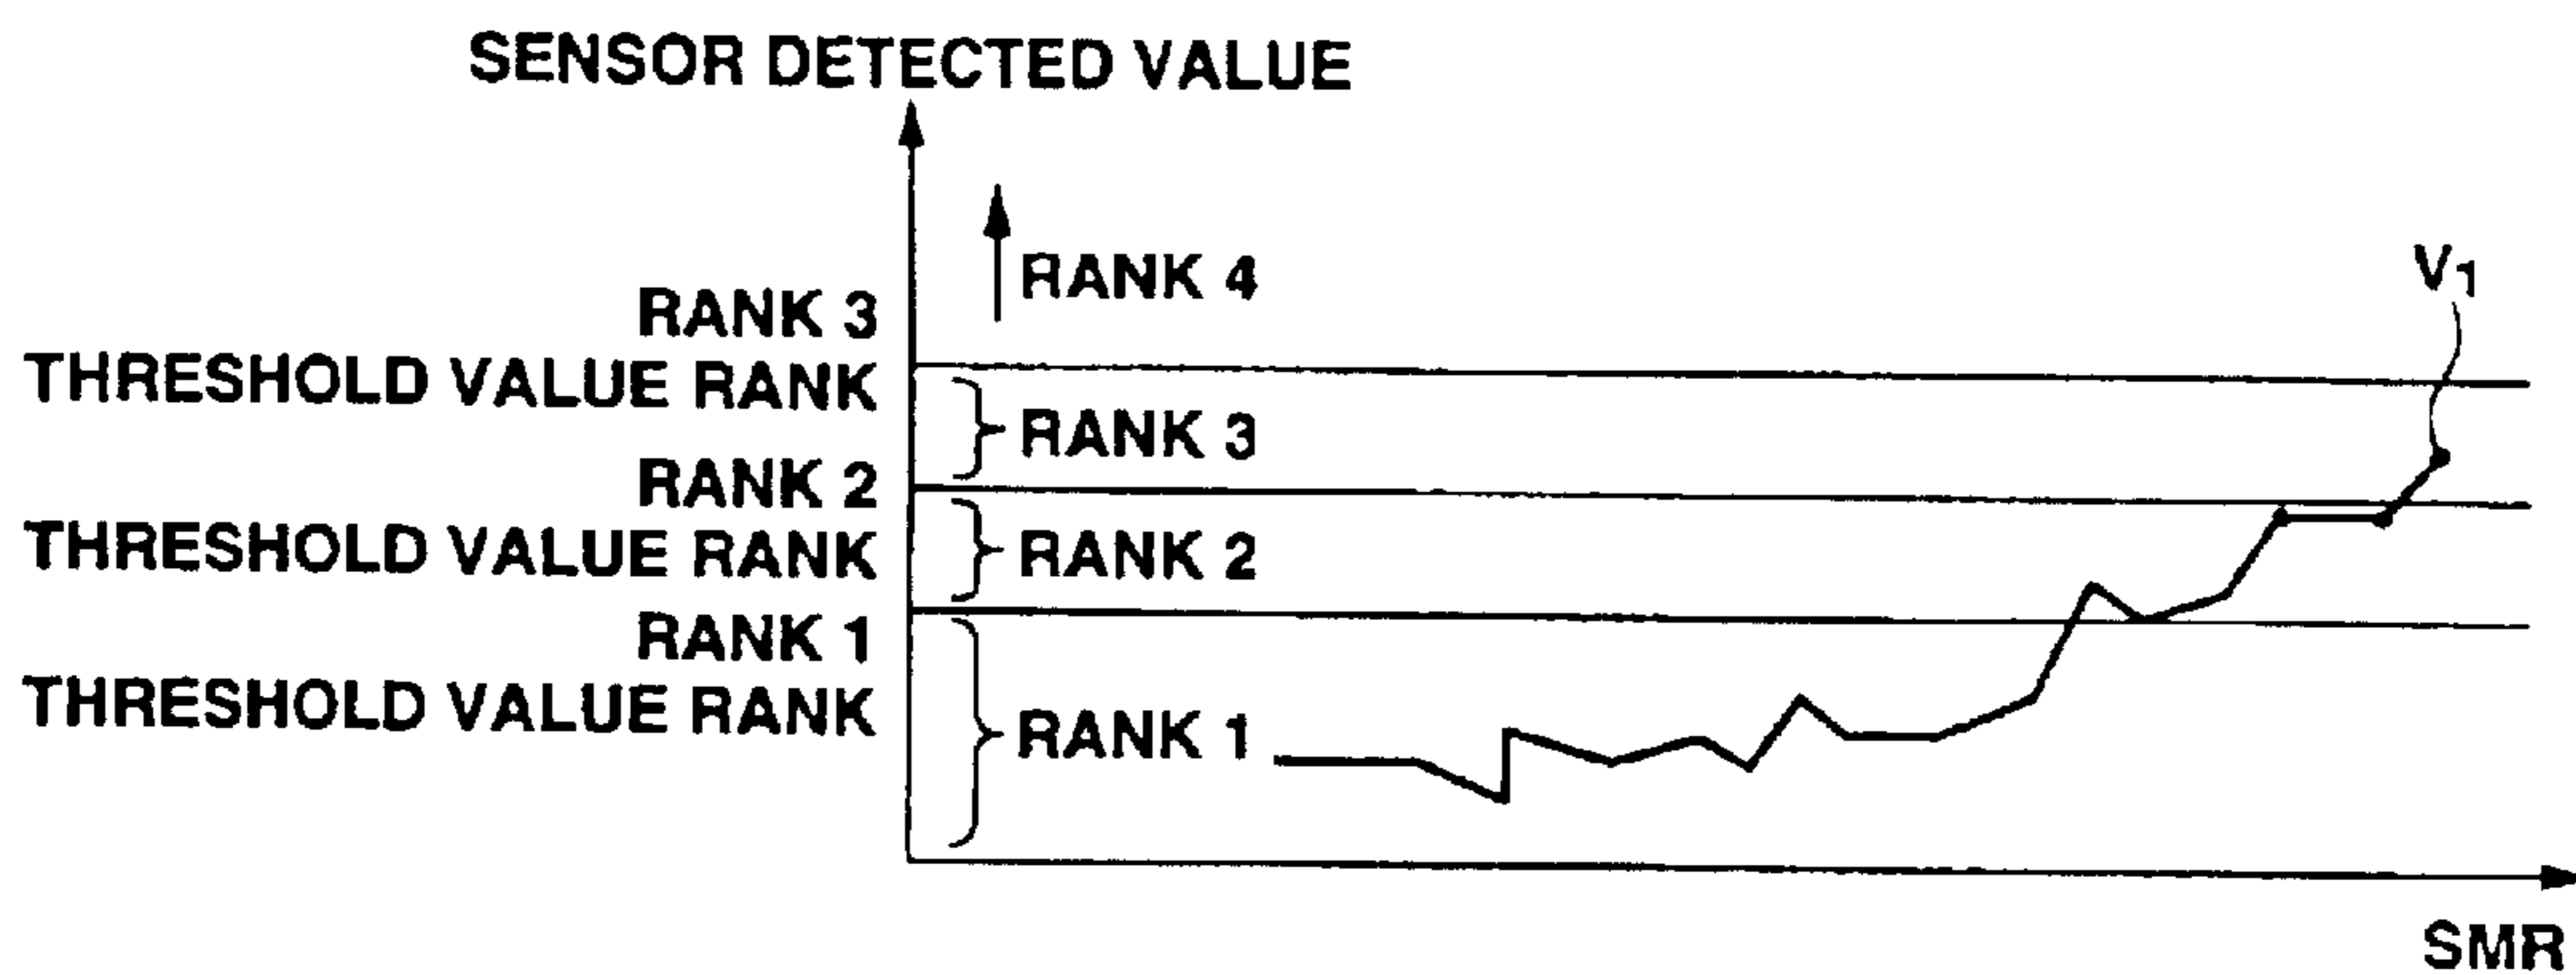 SENSOR DETECTED VALUE
RANK 4
V1
RANK 3
THRESHOLD VALUE RANK
RANK 3
RANK 2
THRESHOLD VALUE RANK
RANK 2
RANK 1
THRESHOLD VALUE RANK
RANK 1
SMR